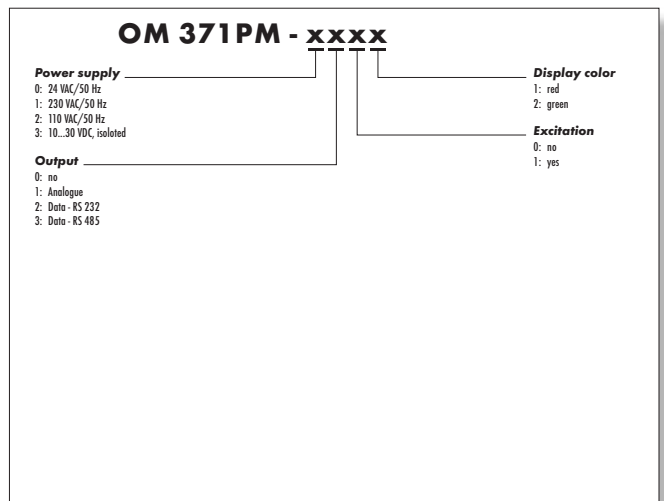 OM 371PM - xxxx
Power supply
0: 24 VAC/50 Hz
1: 230 VAC/50 Hz
2: 110 VAC/50 Hz
3: 10...30 VDC, isoloted
Output
0: no
1: Analogue
2: Data - RS 232
3: Data - RS 485
Display color
1: red
2: green
Excitation
0: no
1: yes